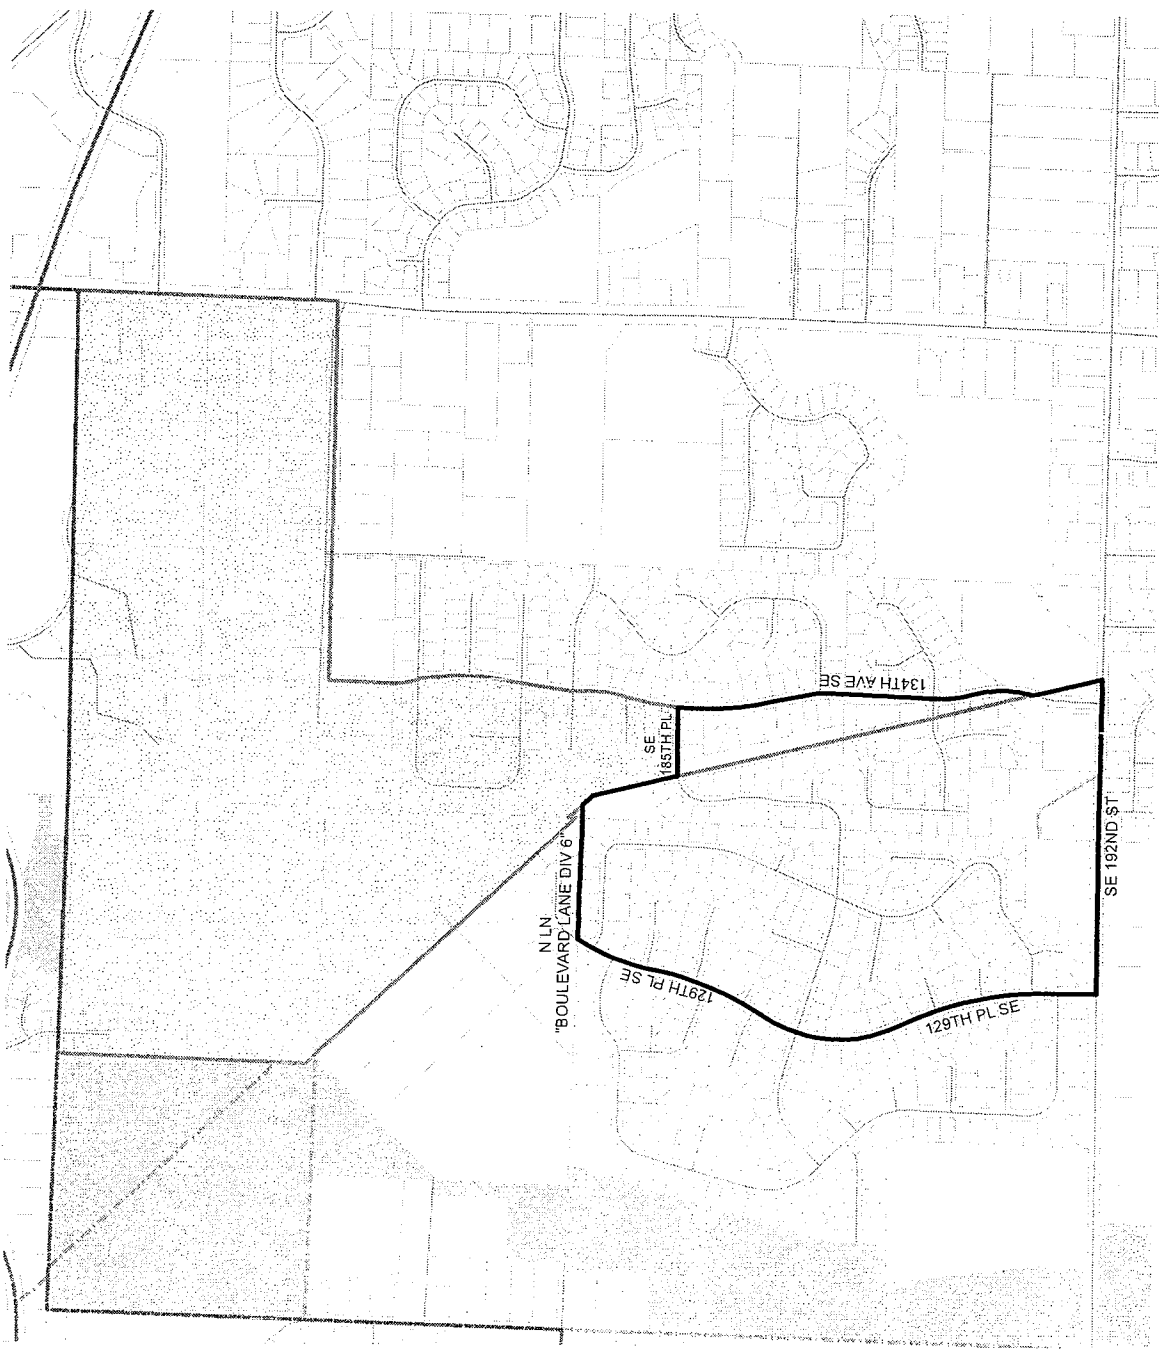 SE
185TH PL
134TH AVE SE
N LN
"BOULEVARD LANE DIV 6"
129TH PL SE
129TH PL SE
SE 192ND ST